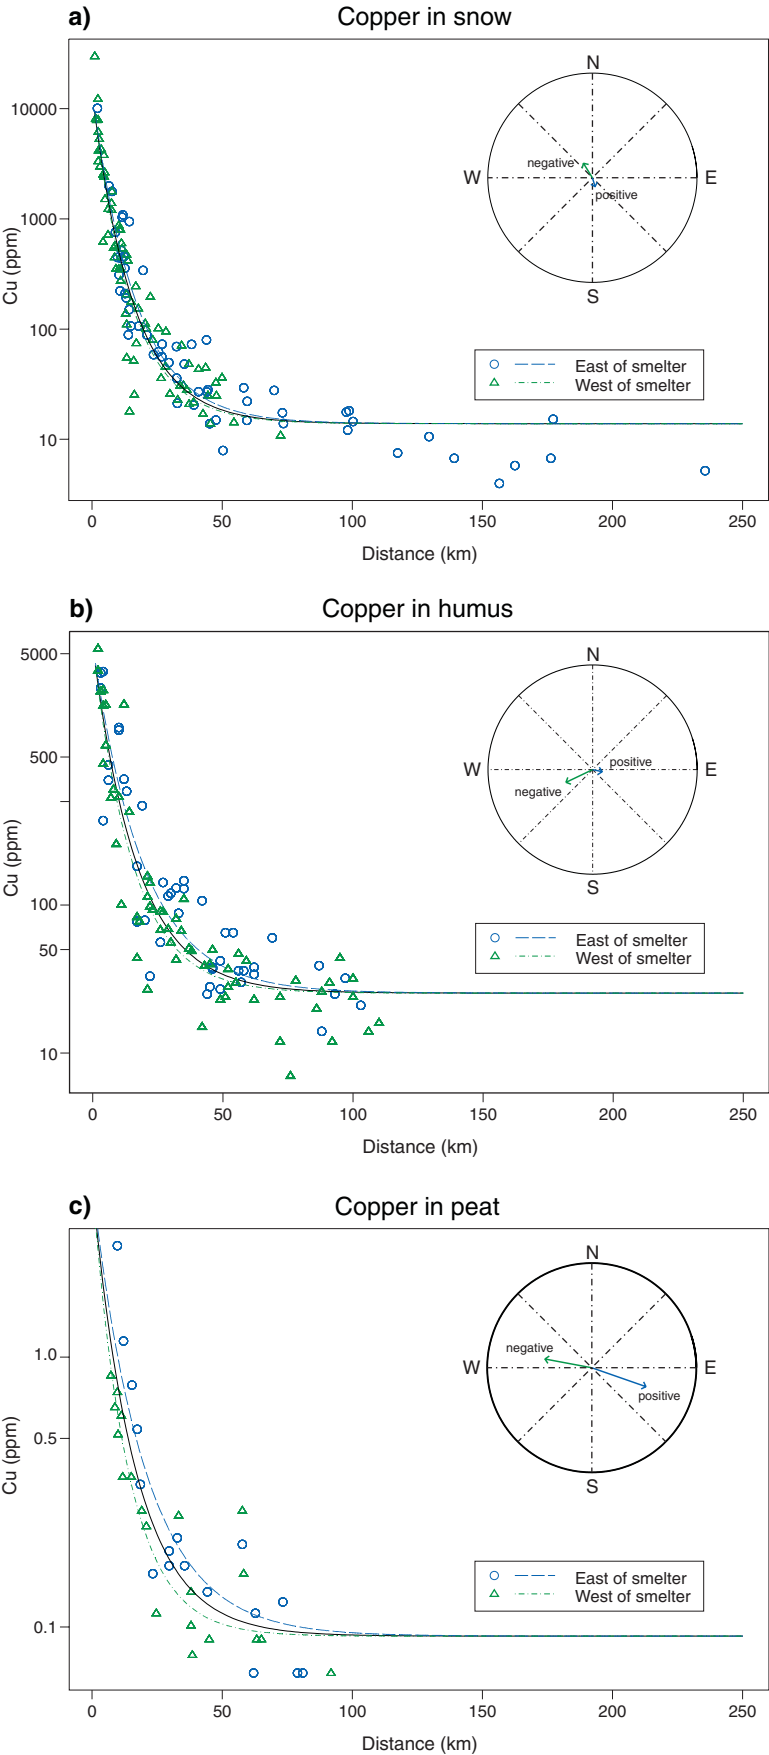 a) Copper in snow
10000
1000
100
10
Cu (ppm)
N
W
E
S
negative
positive
East of smelter
West of smelter
0 50 100 150 200 250
Distance (km)
b) Copper in humus
5000
500
100
50
10
Cu (ppm)
N
W
E
S
positive
negative
East of smelter
West of smelter
0 50 100 150 200 250
Distance (km)
c) Copper in peat
1.0
0.5
0.1
Cu (ppm)
N
W
E
S
negative
positive
East of smelter
West of smelter
0 50 100 150 200 250
Distance (km)